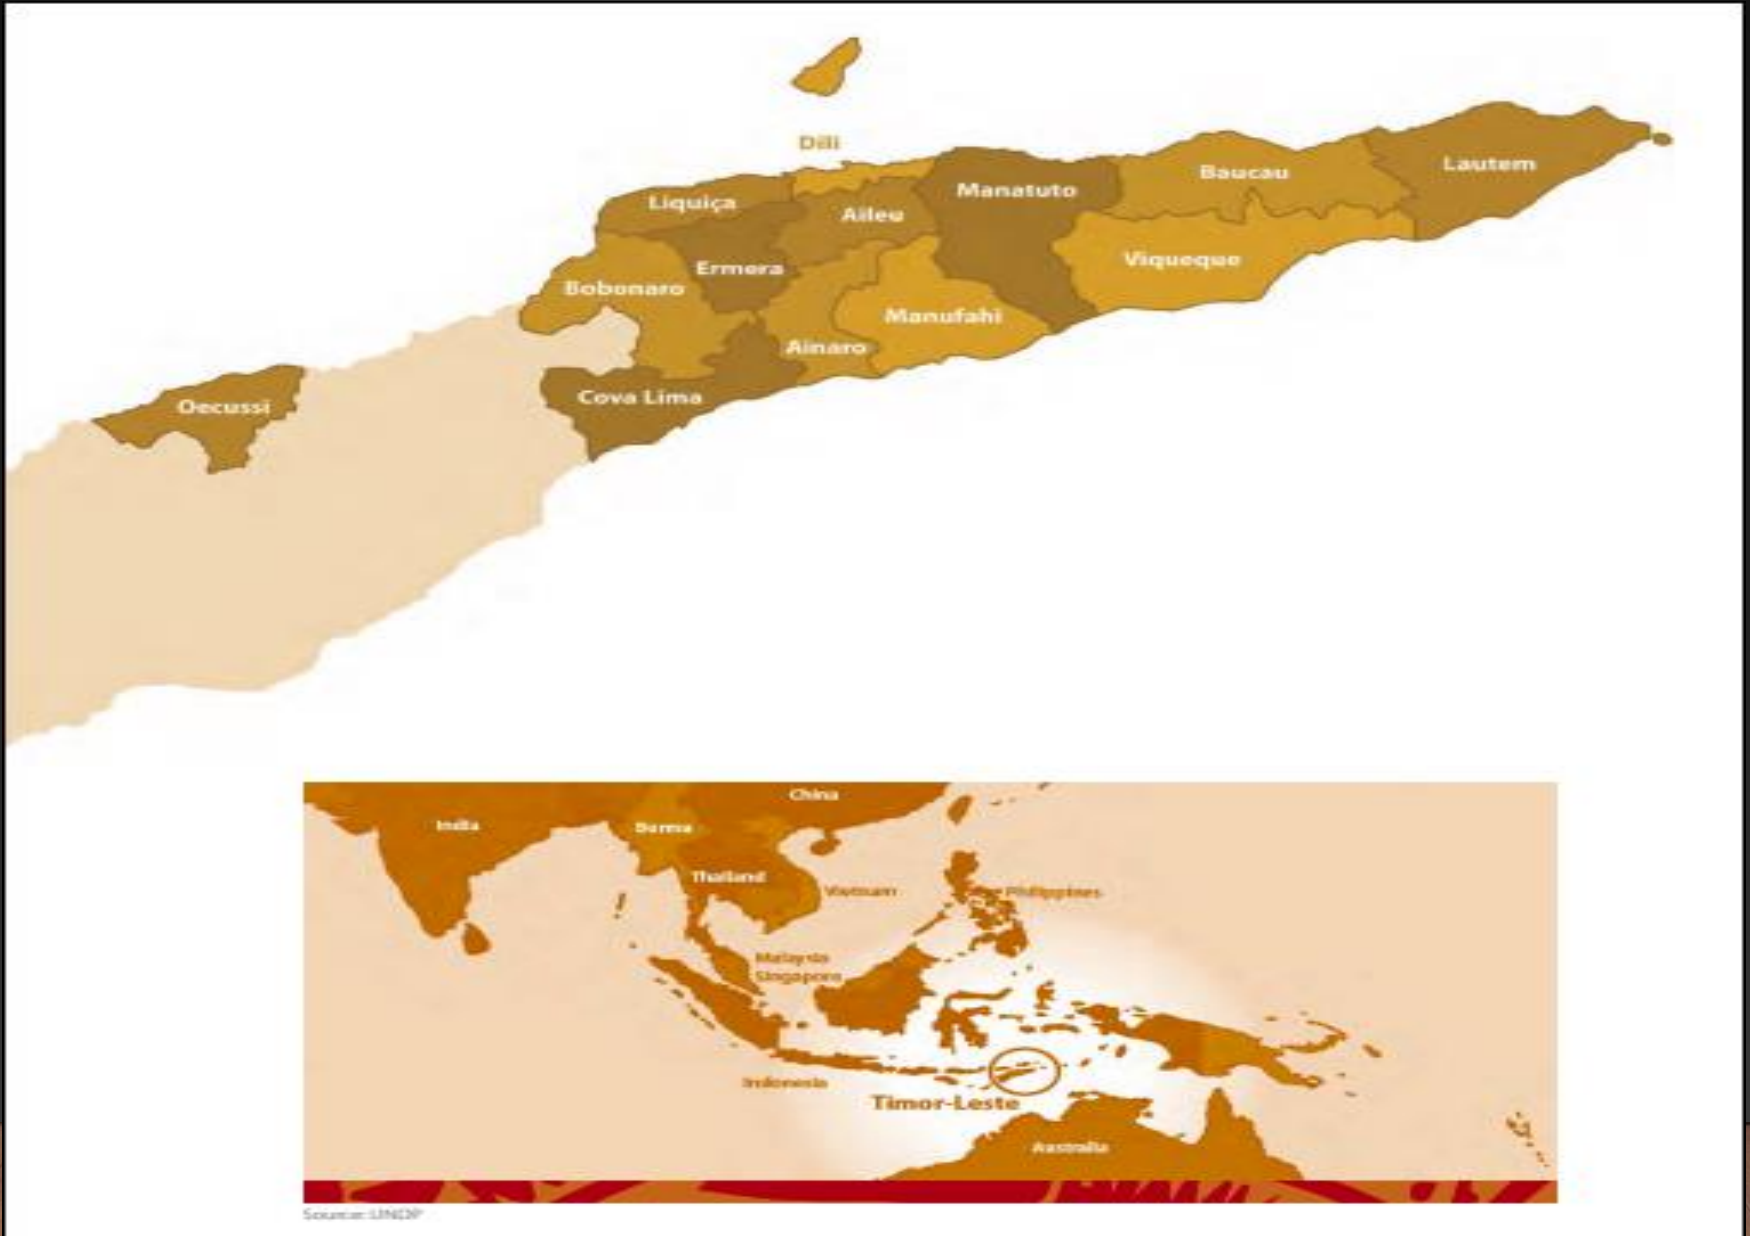 Dili
Liquiça
Aileu
Manatuto
Baucau
Lautem
Ermera
Bobonaro
Viqueque
Manufahi
Ainaro
Cova Lima
Oecussi
China
India
Burma
Thailand
Vietnam
Philippines
Malaysia
Singapore
Indonesia
Timor-Leste
Australia
Source: UNDP